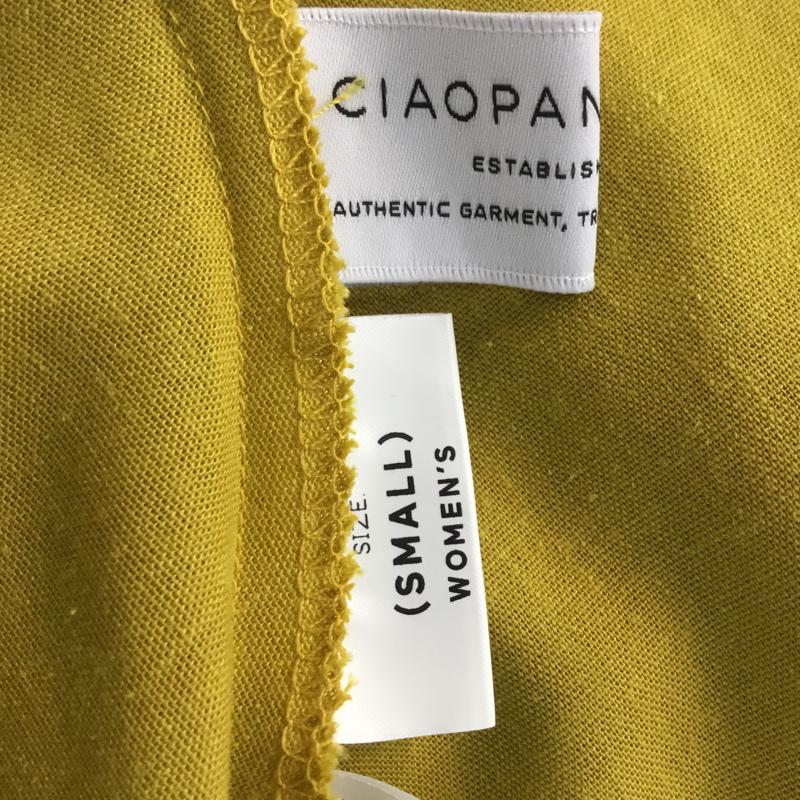 CIAOPAN
ESTABLISH
AUTHENTIC GARMENT, TR
SIZE.
(SMALL)
WOMEN'S